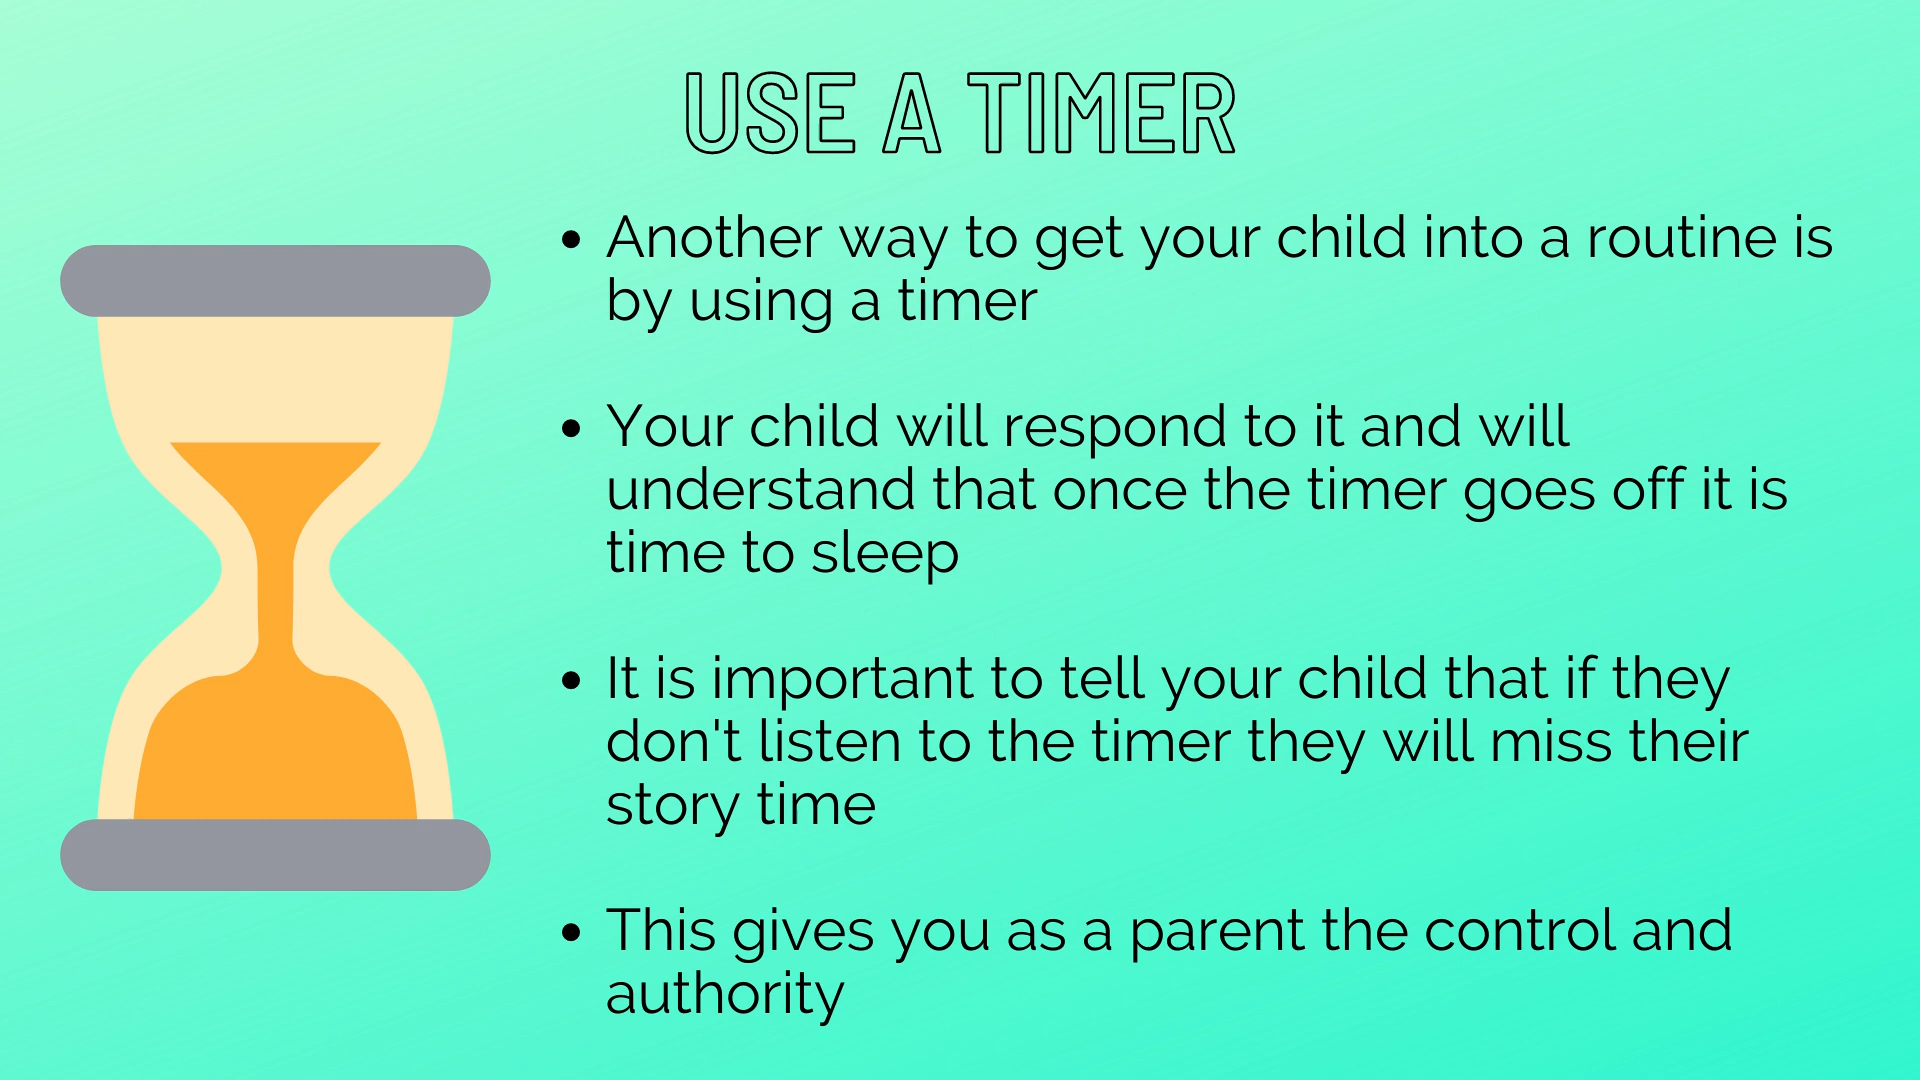 USE A TIMER
• Another way to get your child into a routine is
by using a timer
• Your child will respond to it and will
understand that once the timer goes off it is
time to sleep
• It is important to tell your child that if they
don't listen to the timer they will miss their
story time
• This gives you as a parent the control and
authority